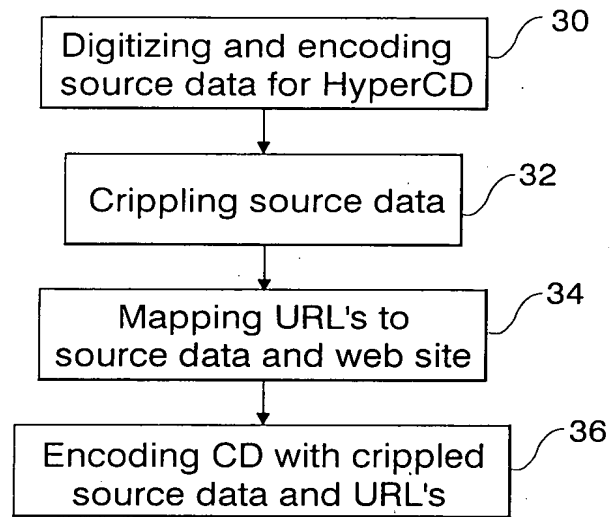 30
Digitizing and encoding
source data for HyperCD
32
Crippling source data
34
Mapping URL's to
source data and web site
36
Encoding CD with crippled
source data and URL's